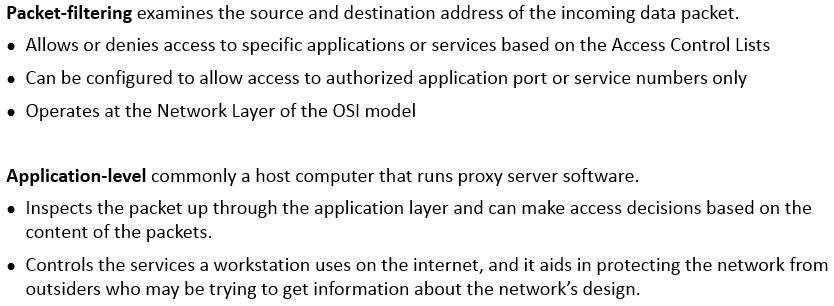 Packet-filtering examines the source and destination address of the incoming data packet.
• Allows or denies access to specific applications or services based on the Access Control Lists
• Can be configured to allow access to authorized application port or service numbers only
• Operates at the Network Layer of the OSI model
Application-level commonly a host computer that runs proxy server software.
• Inspects the packet up through the application layer and can make access decisions based on the
content of the packets.
• Controls the services a workstation uses on the internet, and it aids in protecting the network from
outsiders who may be trying to get information about the network’s design.